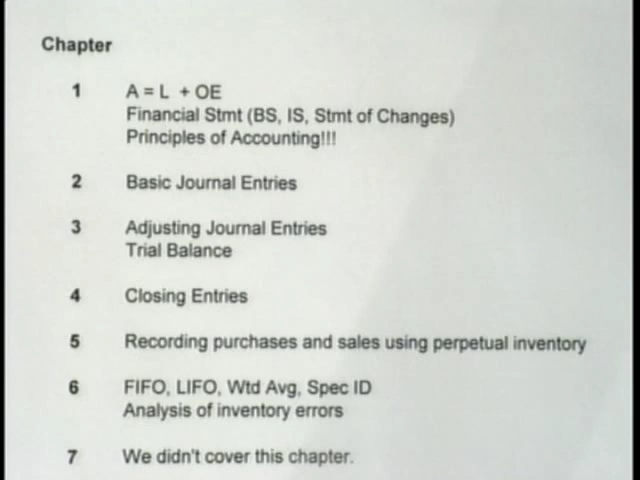 Chapter
1 A = L + OE
Financial Stmt (BS, IS, Stmt of Changes)
Principles of Accounting!!!
2 Basic Journal Entries
3 Adjusting Journal Entries
Trial Balance
4 Closing Entries
5 Recording purchases and sales using perpetual inventory
6 FIFO, LIFO, Wtd Avg, Spec ID
Analysis of inventory errors
7 We didn't cover this chapter.